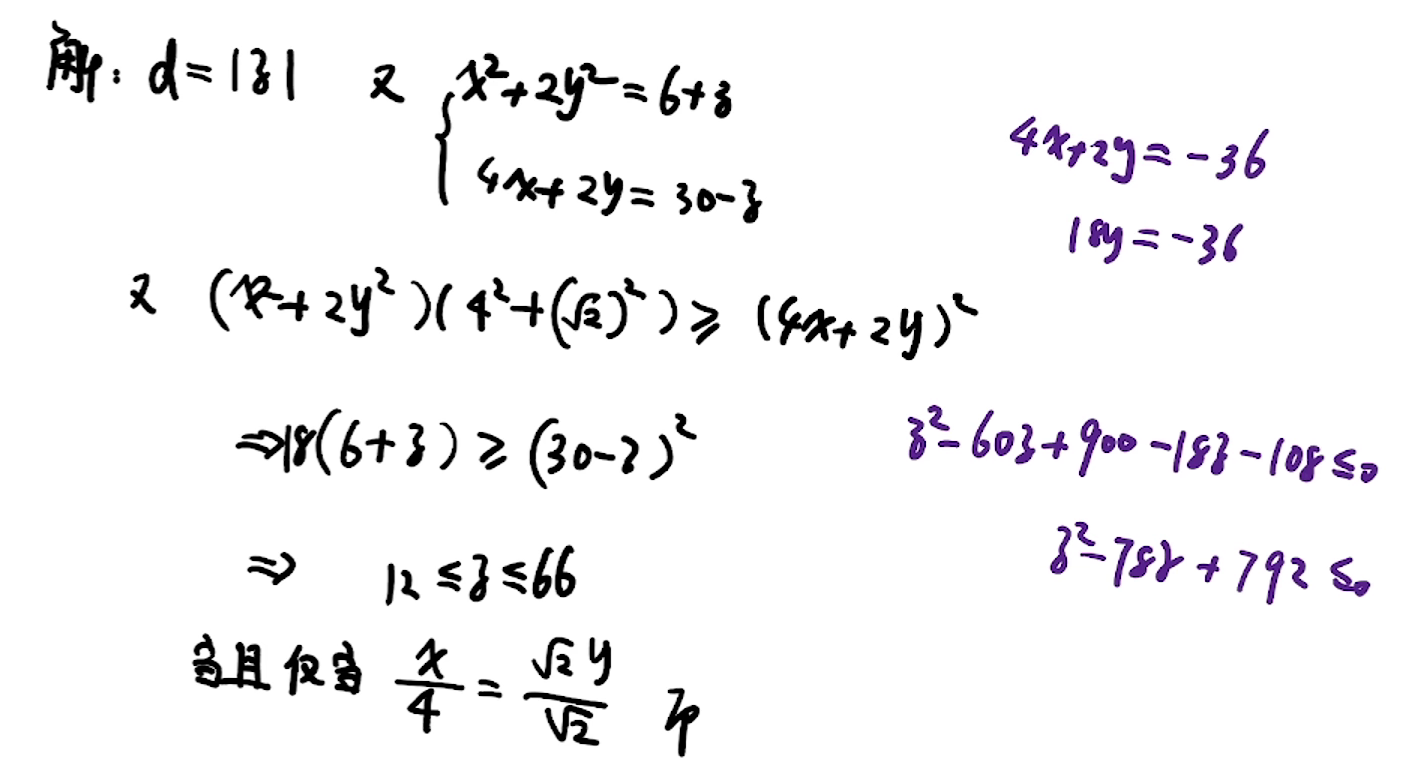 解: d=|z| 又 { x²+2y²=6+z
4x+2y=30-z
4x+2y=-36
18y=-36
又 (x²+2y²)(4²+(√2)²)≥(4x+2y)²
⇒18(6+z)≥(30-z)²
z²-60z+900-18z-108≤0
⇒ 12≤z≤66
z²-78z+792≤0
当且仅当 x/4=√2y/√2 即